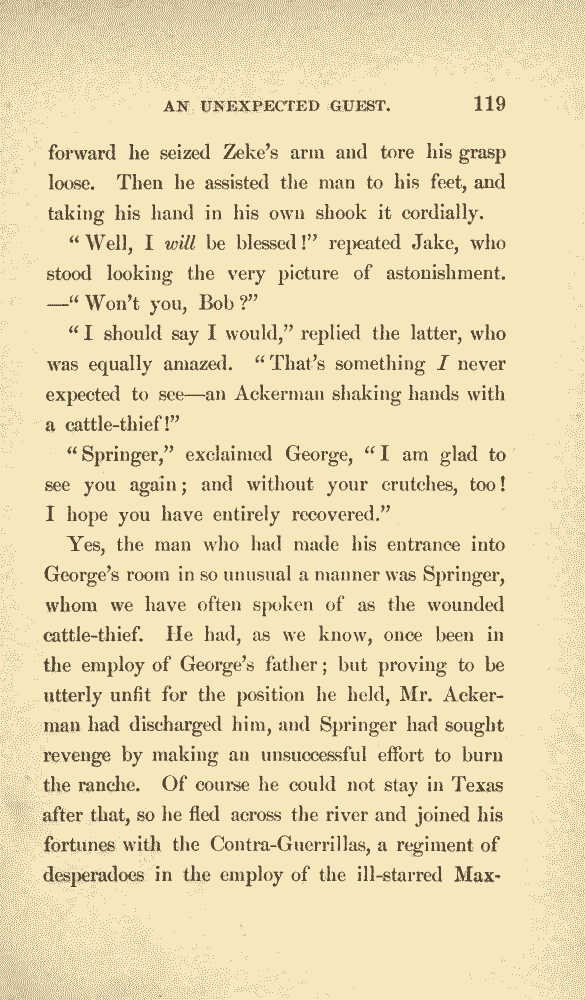 AN UNEXPECTED GUEST. 119
forward he seized Zeke's arm and tore his grasp
loose. Then he assisted the man to his feet, and
taking his hand in his own shook it cordially.
“Well, I will be blessed!” repeated Jake, who
stood looking the very picture of astonishment.
—“Won't you, Bob?”
“I should say I would,” replied the latter, who
was equally amazed. “That's something I never
expected to see—an Ackerman shaking hands with
a cattle-thief!”
“Springer,” exclaimed George, “I am glad to
see you again; and without your crutches, too!
I hope you have entirely recovered.”
Yes, the man who had made his entrance into
George's room in so unusual a manner was Springer,
whom we have often spoken of as the wounded
cattle-thief. He had, as we know, once been in
the employ of George's father; but proving to be
utterly unfit for the position he held, Mr. Acker-
man had discharged him, and Springer had sought
revenge by making an unsuccessful effort to burn
the ranche. Of course he could not stay in Texas
after that, so he fled across the river and joined his
fortunes with the Contra-Guerrillas, a regiment of
desperadoes in the employ of the ill-starred Max-